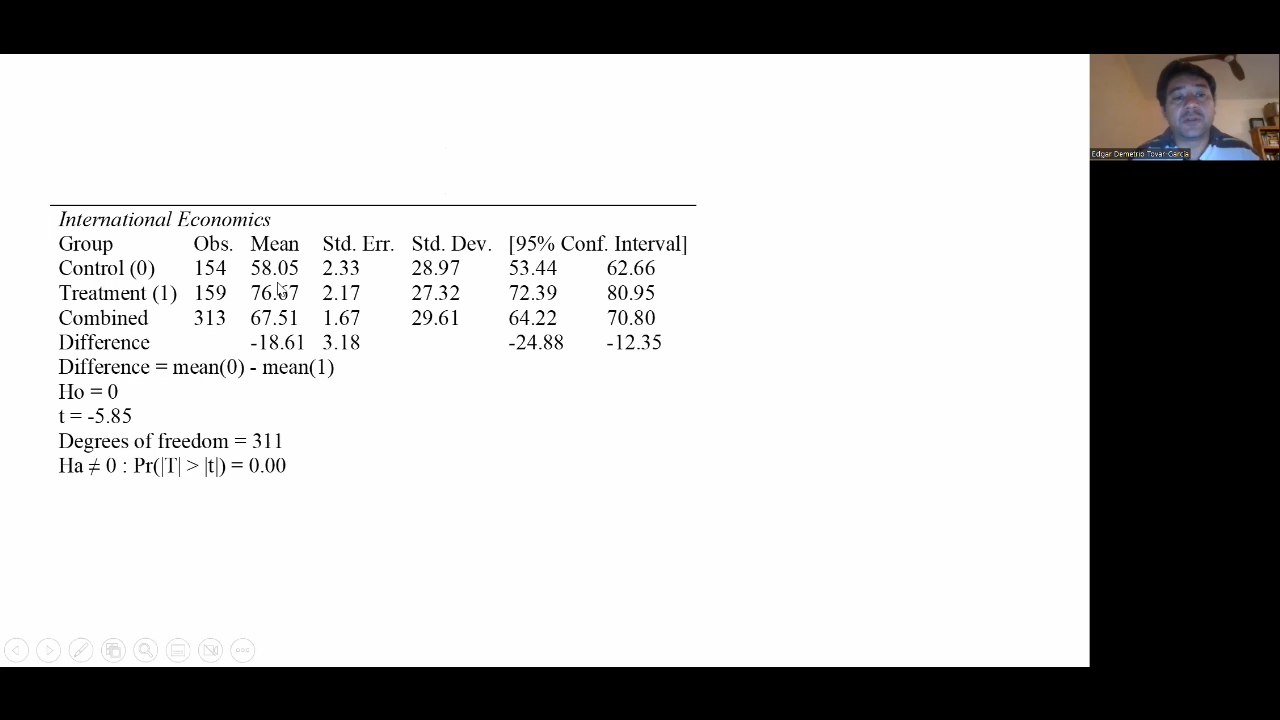 International Economics
Group Obs. Mean Std. Err. Std. Dev. [95% Conf. Interval]
Control (0) 154 58.05 2.33 28.97 53.44 62.66
Treatment (1) 159 76.67 2.17 27.32 72.39 80.95
Combined 313 67.51 1.67 29.61 64.22 70.80
Difference -18.61 3.18 -24.88 -12.35
Difference = mean(0) - mean(1)
Ho = 0
t = -5.85
Degrees of freedom = 311
Ha ≠ 0 : Pr(|T| > |t|) = 0.00
Edgar Demetrio Tovar-García